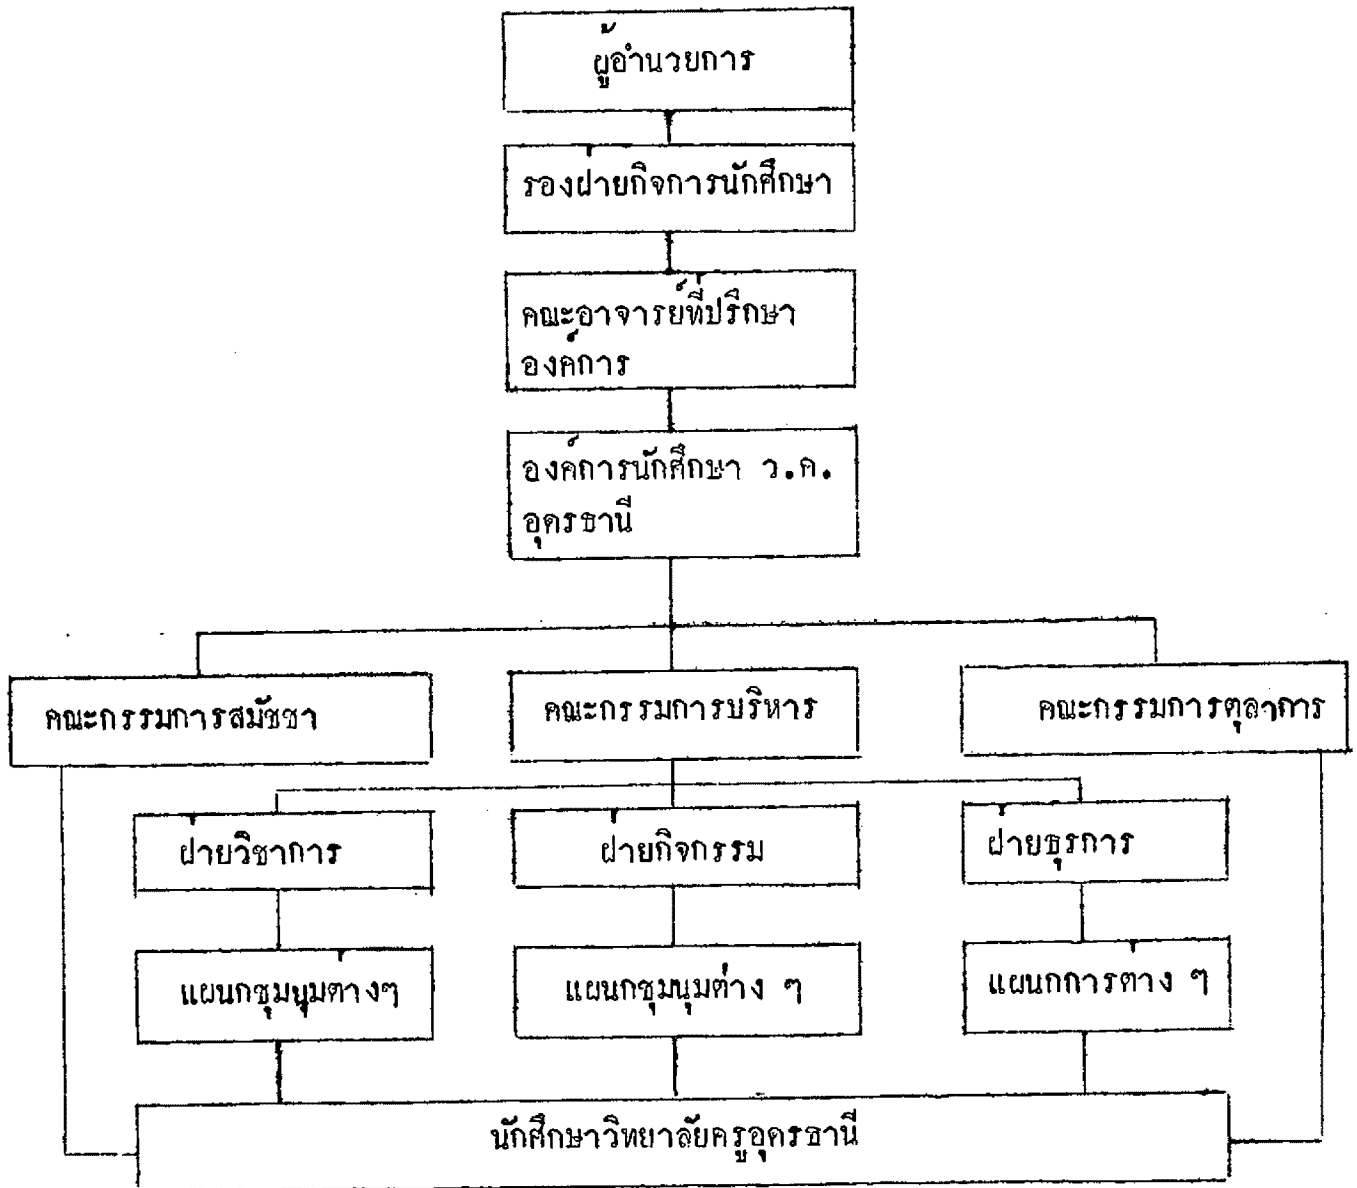 ผู้อำนวยการ
รองฝ่ายกิจการนักศึกษา
คณะอาจารย์ที่ปรึกษา
องค์การ
องค์การนักศึกษา ว.ค.
อุดรธานี
คณะกรรมการสมัชชา
คณะกรรมการบริหาร
คณะกรรมการตุลาการ
ฝ่ายวิชาการ
ฝ่ายกิจกรรม
ฝ่ายธุรการ
แผนกชุมนุมต่างๆ
แผนกชุมนุมต่าง ๆ
แผนกการต่าง ๆ
นักศึกษาวิทยาลัยครูอุดรธานี